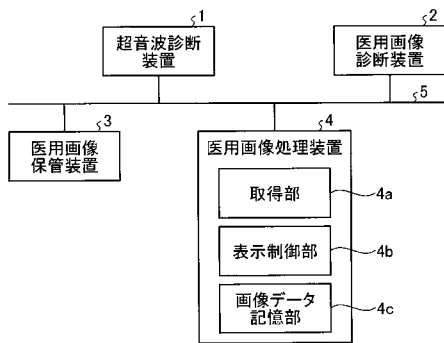 1
超音波診断
装置
2
医用画像
診断装置
5
3
医用画像
保管装置
4
医用画像処理装置
取得部
4a
表示制御部
4b
画像データ
記憶部
4c